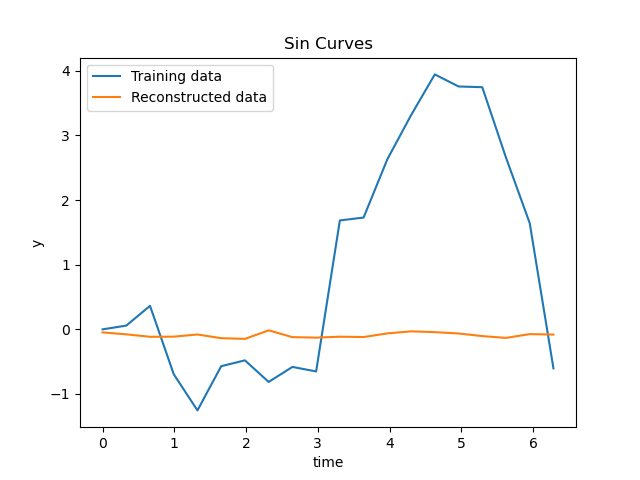 Sin Curves
Training data
Reconstructed data
4
3
2
1
0
−1
y
0 1 2 3 4 5 6
time